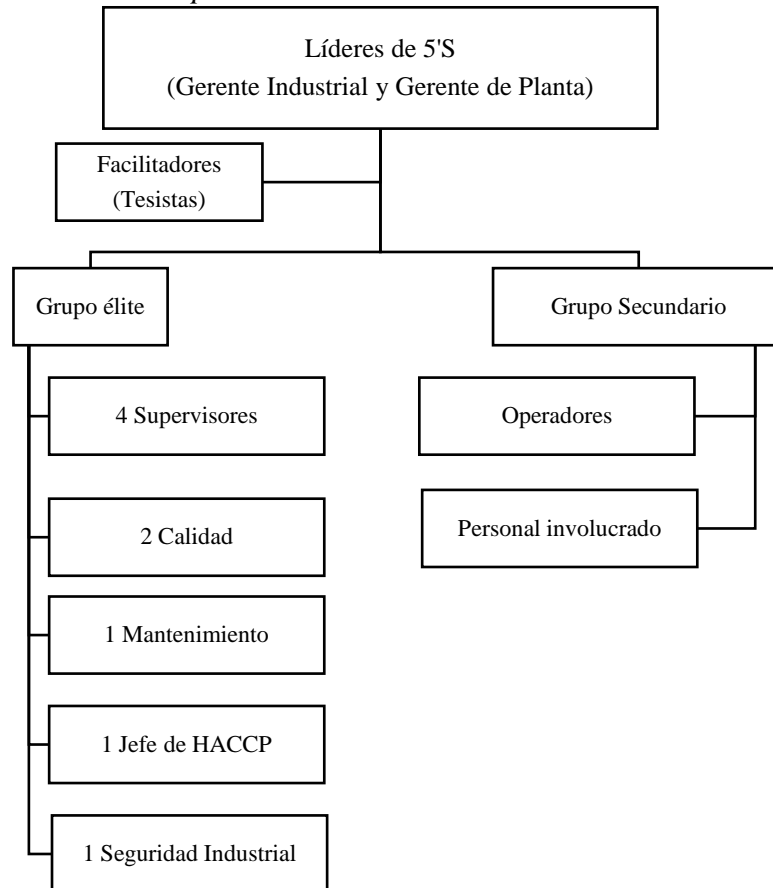 Líderes de 5'S
(Gerente Industrial y Gerente de Planta)
Facilitadores
(Tesistas)
Grupo élite
Grupo Secundario
4 Supervisores
Operadores
2 Calidad
Personal involucrado
1 Mantenimiento
1 Jefe de HACCP
1 Seguridad Industrial